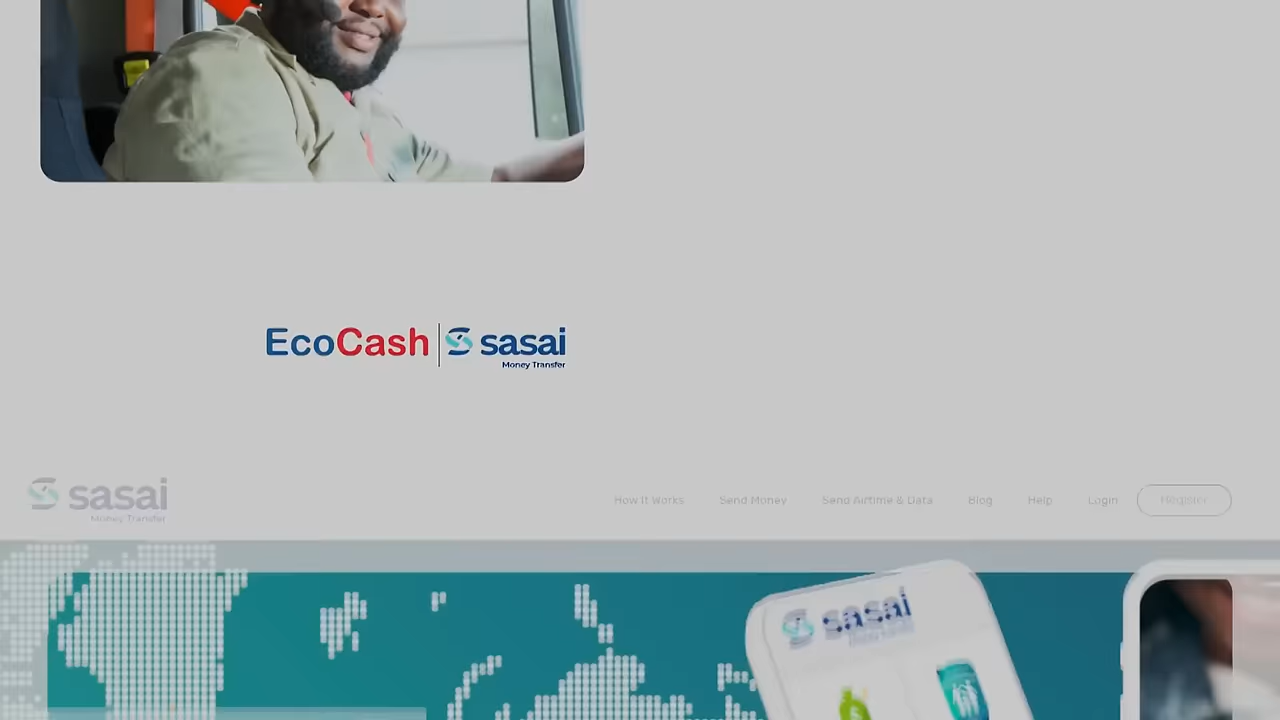 EcoCash sasai
Money Transfer
sasai
Money Transfer
How It Works Send Money Send Airtime & Data Blog Help Login Register
sasai